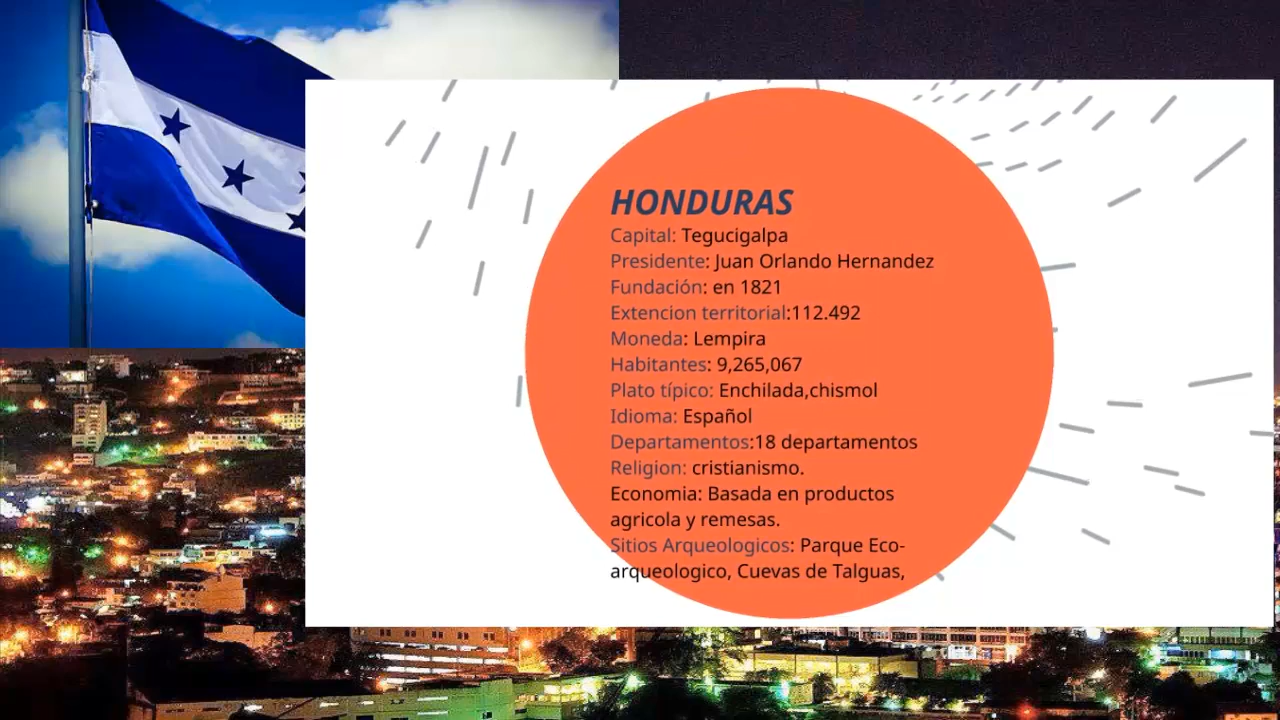 HONDURAS
Capital: Tegucigalpa
Presidente: Juan Orlando Hernandez
Fundación: en 1821
Extencion territorial:112.492
Moneda: Lempira
Habitantes: 9,265,067
Plato típico: Enchilada,chismol
Idioma: Español
Departamentos:18 departamentos
Religion: cristianismo.
Economia: Basada en productos
agricola y remesas.
Sitios Arqueologicos: Parque Eco-
arqueologico, Cuevas de Talguas,